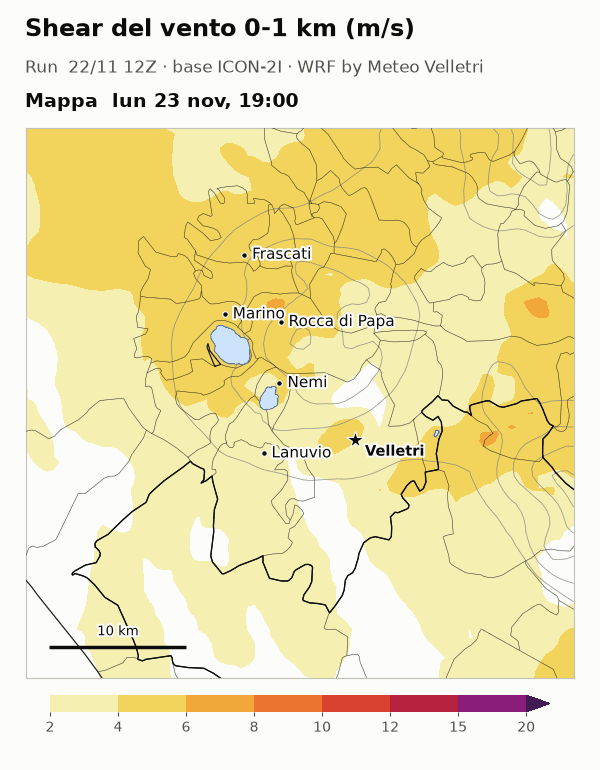 Shear del vento 0-1 km (m/s)
Run  22/11 12Z · base ICON-2I · WRF by Meteo Velletri
Mappa  lun 23 nov, 19:00
Frascati
Marino
Rocca di Papa
Nemi
Velletri
Lanuvio
10 km
2 4 6 8 10 12 15 20